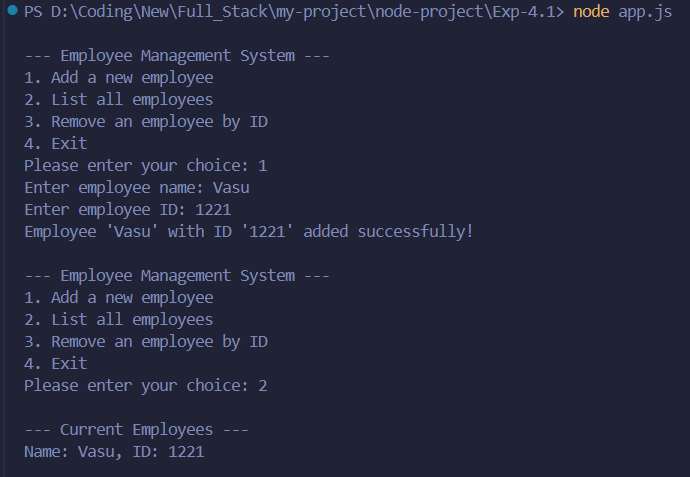 PS D:\Coding\New\Full_Stack\my-project\node-project\Exp-4.1> node app.js
--- Employee Management System ---
1. Add a new employee
2. List all employees
3. Remove an employee by ID
4. Exit
Please enter your choice: 1
Enter employee name: Vasu
Enter employee ID: 1221
Employee 'Vasu' with ID '1221' added successfully!
--- Employee Management System ---
1. Add a new employee
2. List all employees
3. Remove an employee by ID
4. Exit
Please enter your choice: 2
--- Current Employees ---
Name: Vasu, ID: 1221